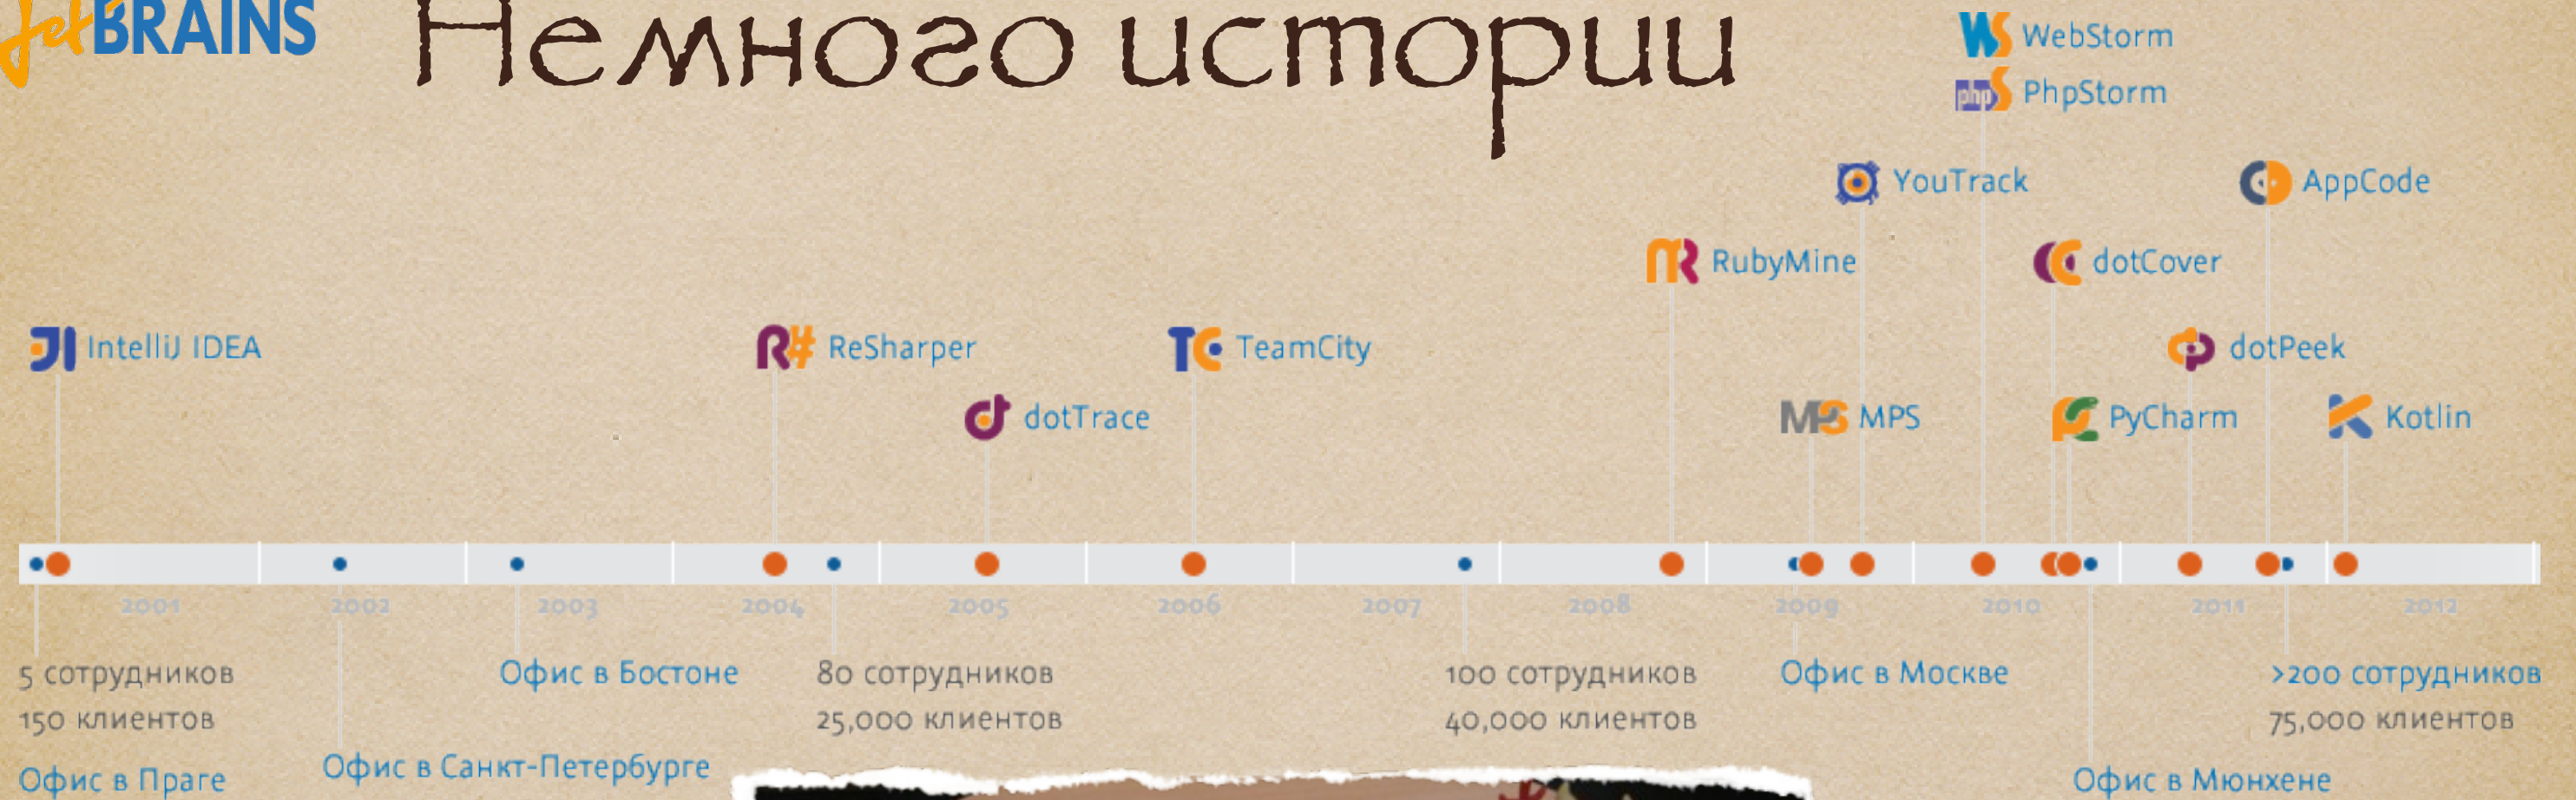 JetBRAINS
Немного истории
WebStorm
PhpStorm
YouTrack
AppCode
RubyMine
dotCover
IntelliJ IDEA
ReSharper
TeamCity
dotPeek
dotTrace
MPS
PyCharm
Kotlin
2001 2002 2003 2004 2005 2006 2007 2008 2009 2010 2011 2012
5 сотрудников
150 клиентов
Офис в Праге
Офис в Санкт-Петербурге
Офис в Бостоне
80 сотрудников
25,000 клиентов
100 сотрудников
40,000 клиентов
Офис в Москве
Офис в Мюнхене
>200 сотрудников
75,000 клиентов